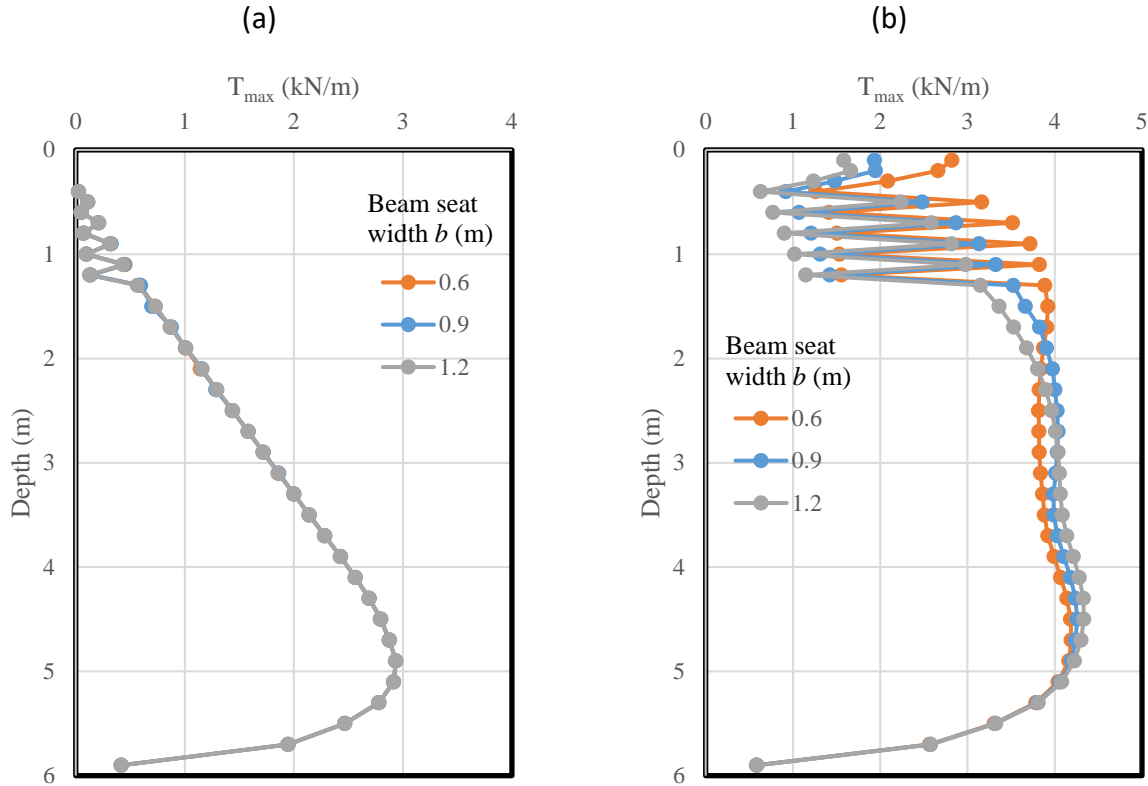 (a)
T_max (kN/m)
0 1 2 3 4
0
1
2
3
4
5
6
Depth (m)
Beam seat
width b (m)
0.6
0.9
1.2
(b)
T_max (kN/m)
0 1 2 3 4 5
0
1
2
3
4
5
6
Depth (m)
Beam seat
width b (m)
0.6
0.9
1.2